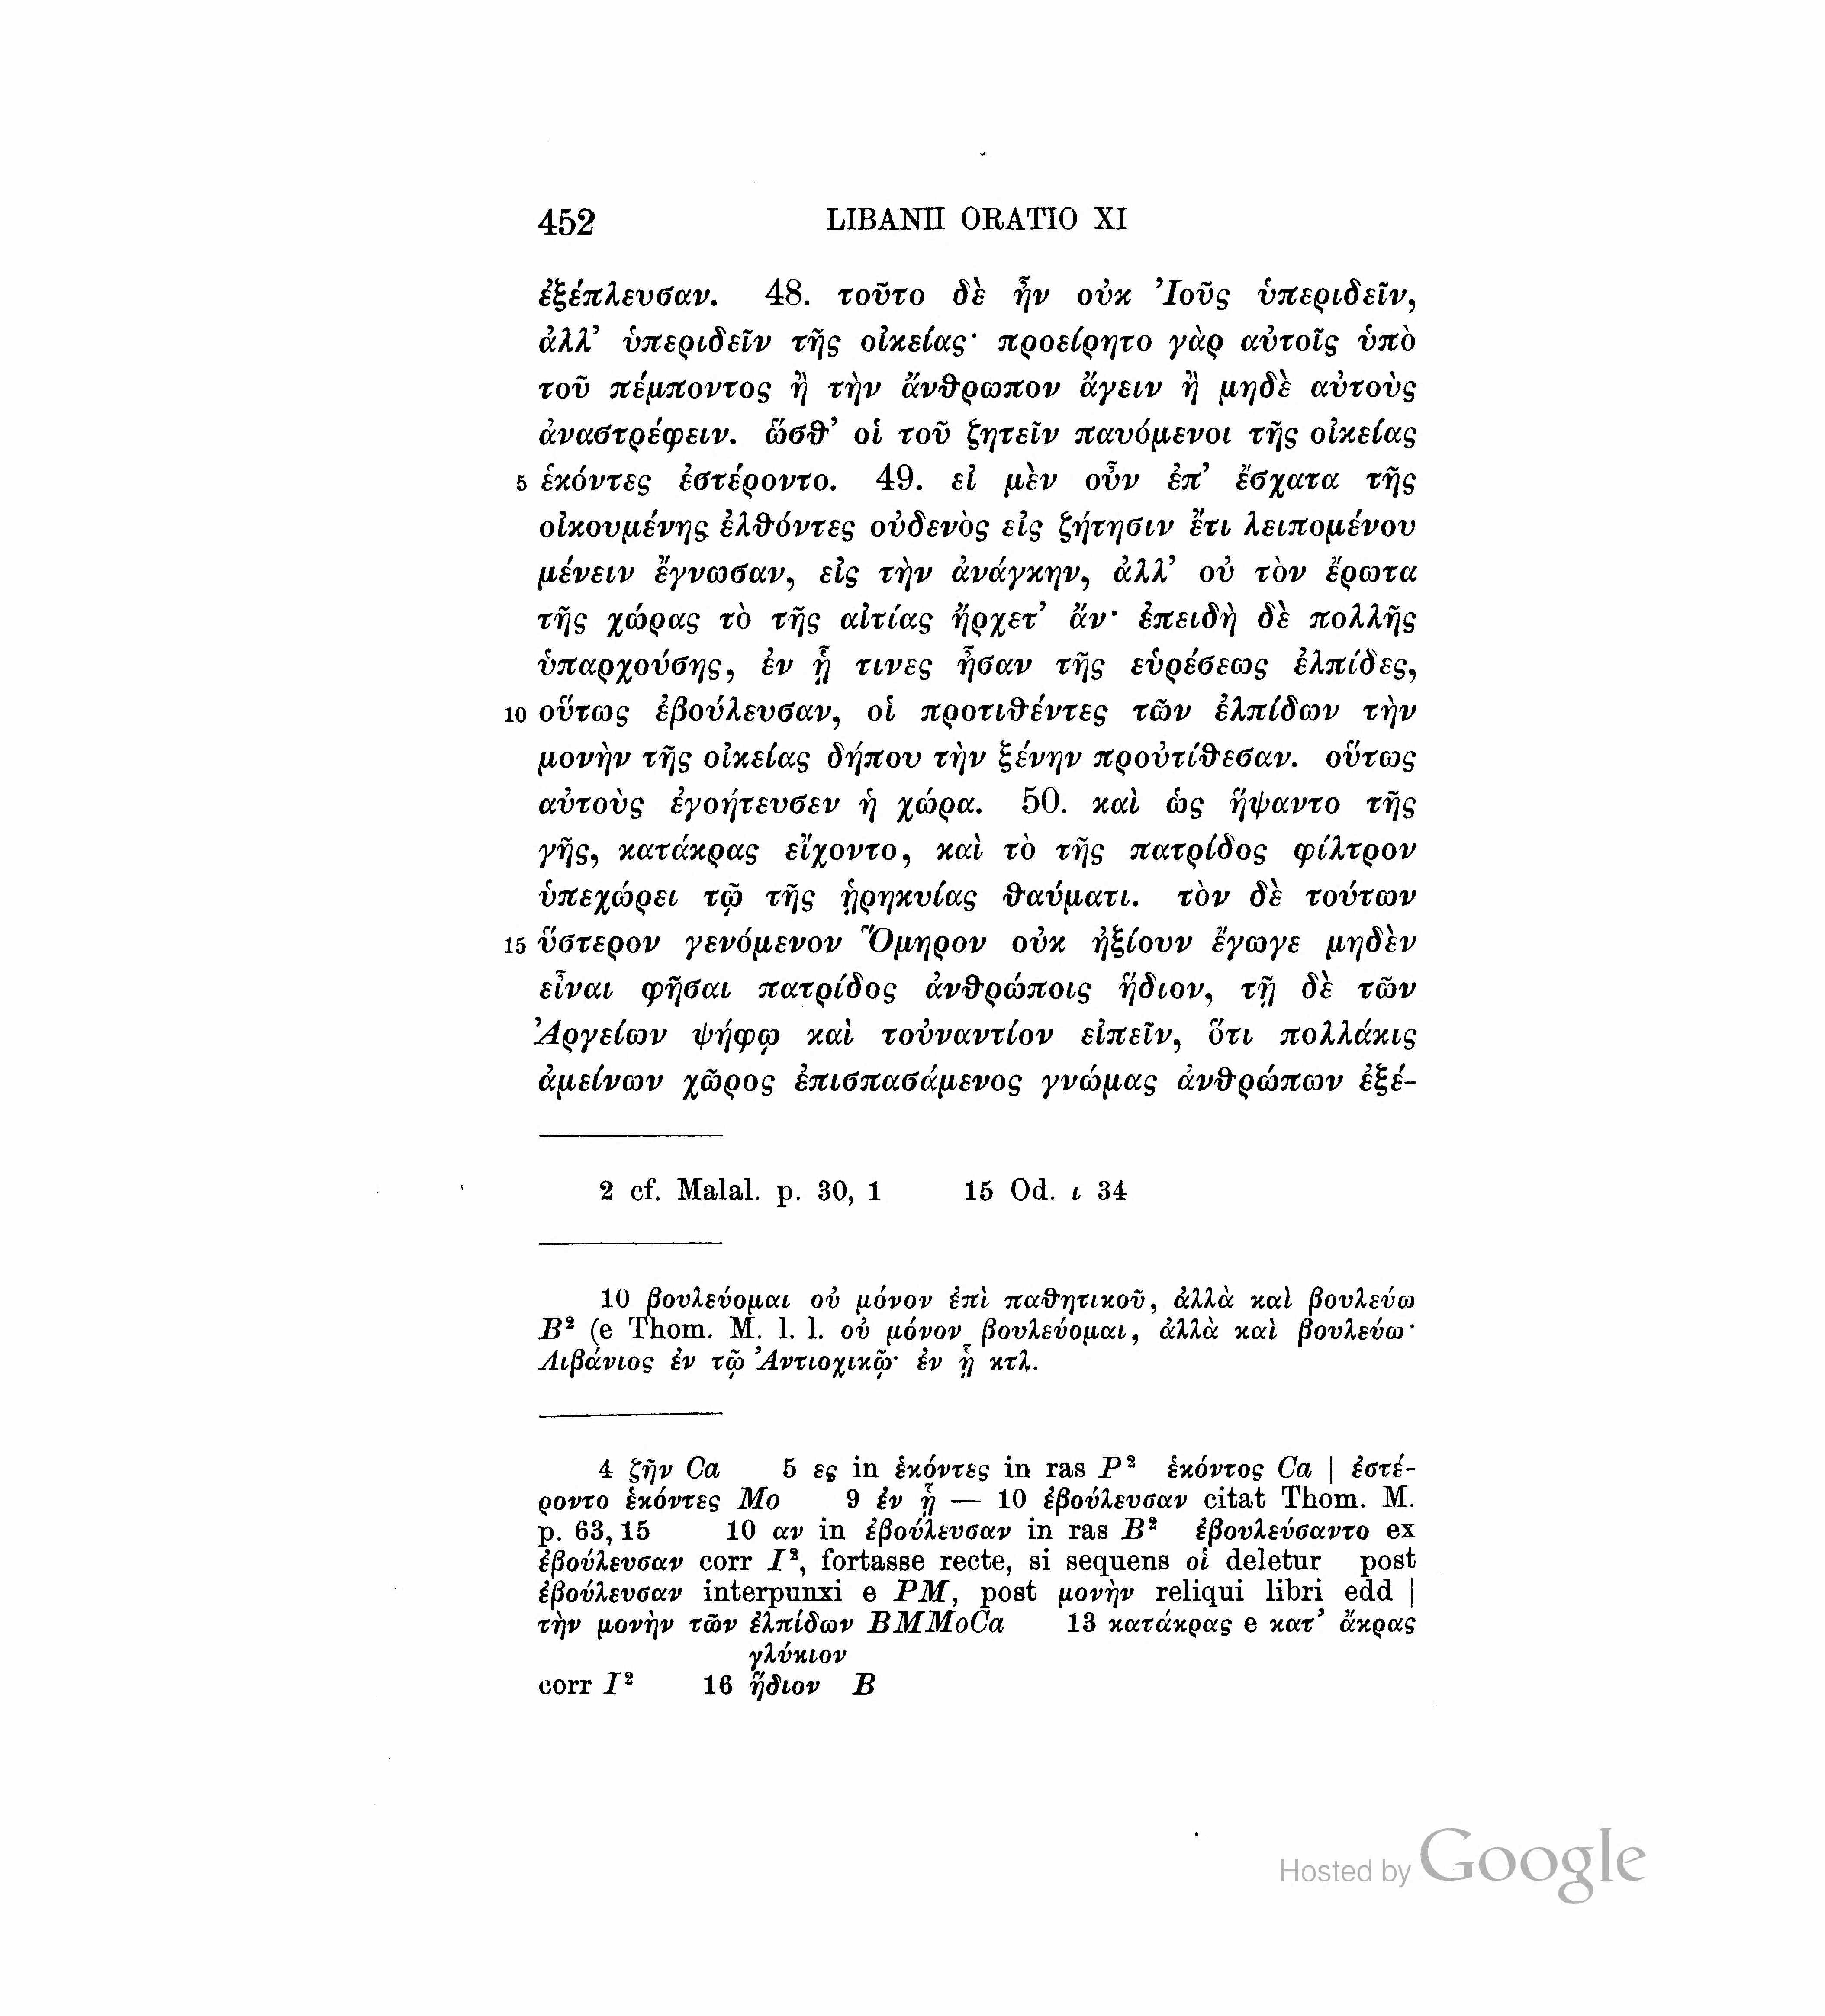 452 LIBANII ORATIO XI
ἐξέπλευσαν. 48. τοῦτο δὲ ἦν οὐκ Ἰοῦς ὑπεριδεῖν,
ἀλλ’ ὑπεριδεῖν τῆς οἰκείας· προείρητο γὰρ αὐτοῖς ὑπὸ
τοῦ πέμποντος ἢ τὴν ἄνθρωπον ἄγειν ἢ μηδὲ αὐτοὺς
ἀναστρέφειν. ὥσθ’ οἱ τοῦ ζητεῖν παυόμενοι τῆς οἰκείας
5 ἑκόντες ἐστέροντο. 49. εἰ μὲν οὖν ἐπ’ ἔσχατα τῆς
οἰκουμένης ἐλθόντες οὐδενὸς εἰς ζήτησιν ἔτι λειπομένου
μένειν ἔγνωσαν, εἰς τὴν ἀνάγκην, ἀλλ’ οὐ τὸν ἔρωτα
τῆς χώρας τὸ τῆς αἰτίας ἤρχετ’ ἄν· ἐπειδὴ δὲ πολλῆς
ὑπαρχούσης, ἐν ᾗ τινες ἦσαν τῆς εὑρέσεως ἐλπίδες,
10 οὕτως ἐβούλευσαν, οἱ προτιθέντες τῶν ἐλπίδων τὴν
μονὴν τῆς οἰκείας δήπου τὴν ξένην προὐτίθεσαν. οὕτως
αὐτοὺς ἐγοήτευσεν ἡ χώρα. 50. καὶ ὡς ἥψαντο τῆς
γῆς, κατάκρας εἴχοντο, καὶ τὸ τῆς πατρίδος φίλτρον
ὑπεχώρει τῷ τῆς ᾑρηκυίας θαύματι. τὸν δὲ τούτων
15 ὕστερον γενόμενον Ὅμηρον οὐκ ἠξίουν ἔγωγε μηδὲν
εἶναι φῆσαι πατρίδος ἀνθρώποις ἥδιον, τῇ δὲ τῶν
Ἀργείων ψήφῳ καὶ τοὐναντίον εἰπεῖν, ὅτι πολλάκις
ἀμείνων χῶρος ἐπισπασάμενος γνώμας ἀνθρώπων ἐξέ-
2 cf. Malal. p. 30, 1 15 Od. ι 34
10 βουλεύομαι οὐ μόνον ἐπὶ παθητικοῦ, ἀλλὰ καὶ βουλεύω
B² (e Thom. M. l. l. οὐ μόνον βουλεύομαι, ἀλλὰ καὶ βουλεύω·
Λιβάνιος ἐν τῷ Ἀντιοχικῷ· ἐν ᾗ κτλ.
4 ζῆν Ca 5 ες in ἑκόντες in ras P² ἑκόντος Ca | ἐστέ-
ροντο ἑκόντες Mo 9 ἐν ᾗ — 10 ἐβούλευσαν citat Thom. M.
p. 63, 15 10 αν in ἐβούλευσαν in ras B² ἐβουλεύσαντο ex
ἐβούλευσαν corr I², fortasse recte, si sequens οἱ deletur post
ἐβούλευσαν interpunxi e PM, post μονὴν reliqui libri edd |
τὴν μονὴν τῶν ἐλπίδων BMMoCa 13 κατάκρας e κατ’ ἄκρας
γλύκιον
corr I² 16 ἥδιον B
Hosted by Google